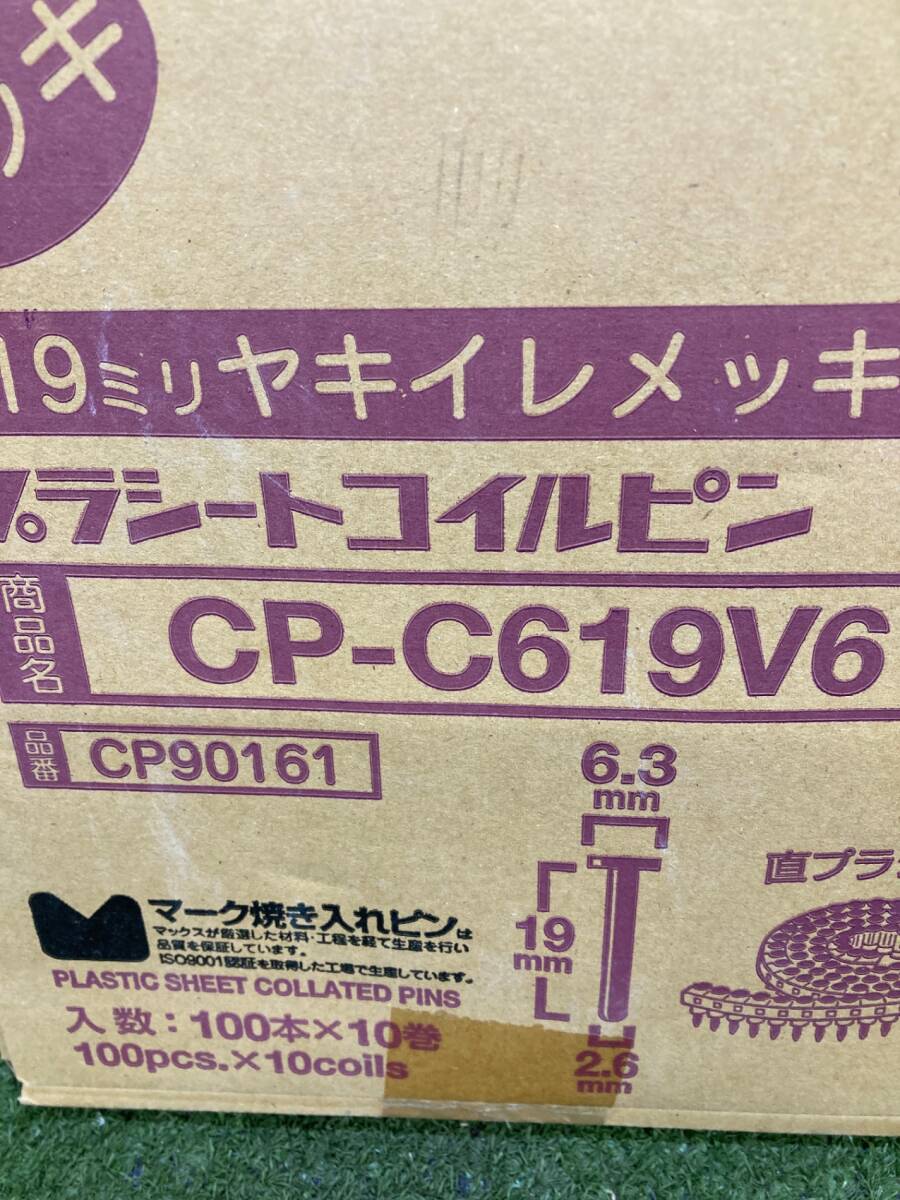 ッキ
19ミリヤキイレメッキ
プラシートコイルピン
商品名
CP-C619V6
品番
CP90161
6.3
mm
直プラ
19
mm
マーク焼き入れピンは
マックスが厳選した材料・工程を経て生産を行い
品質を保証しています。
ISO9001認証を取得した工場で生産しています。
PLASTIC SHEET COLLATED PINS
入数：100本×10巻
100pcs.×10coils
2.6
mm